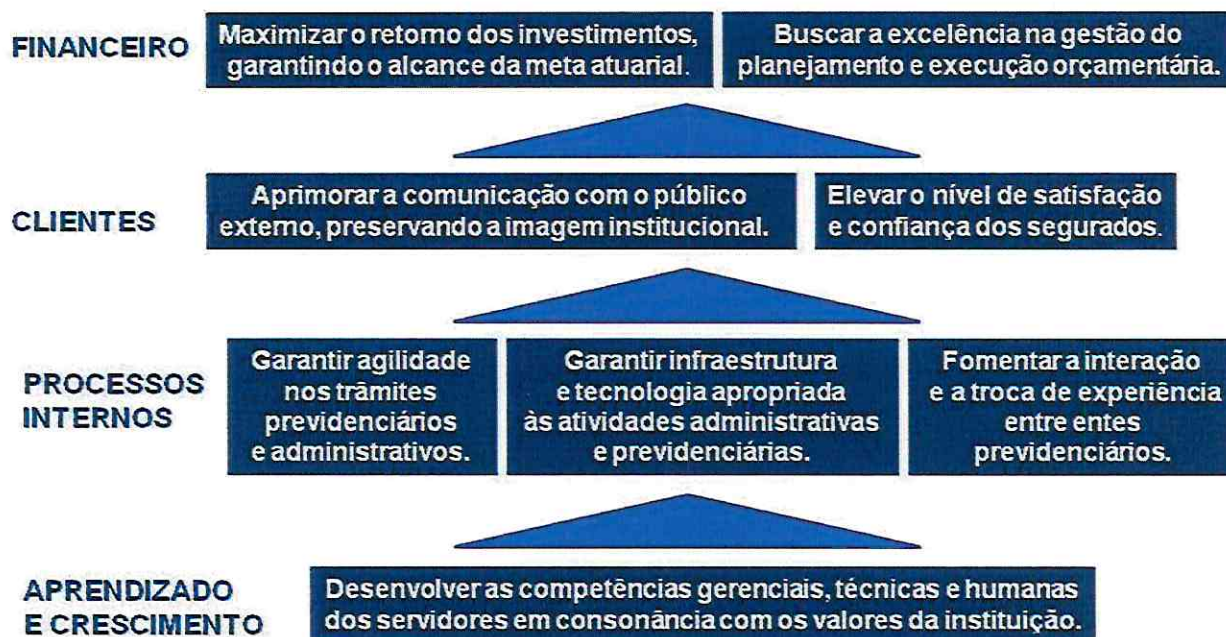 FINANCEIRO
Maximizar o retorno dos investimentos,
garantindo o alcance da meta atuarial.
Buscar a excelência na gestão do
planejamento e execução orçamentária.
CLIENTES
Aprimorar a comunicação com o público
externo, preservando a imagem institucional.
Elevar o nível de satisfação
e confiança dos segurados.
PROCESSOS
INTERNOS
Garantir agilidade
nos trâmites
previdenciários
e administrativos.
Garantir infraestrutura
e tecnologia apropriada
às atividades administrativas
e previdenciárias.
Fomentar a interação
e a troca de experiência
entre entes
previdenciários.
APRENDIZADO
E CRESCIMENTO
Desenvolver as competências gerenciais, técnicas e humanas
dos servidores em consonância com os valores da instituição.